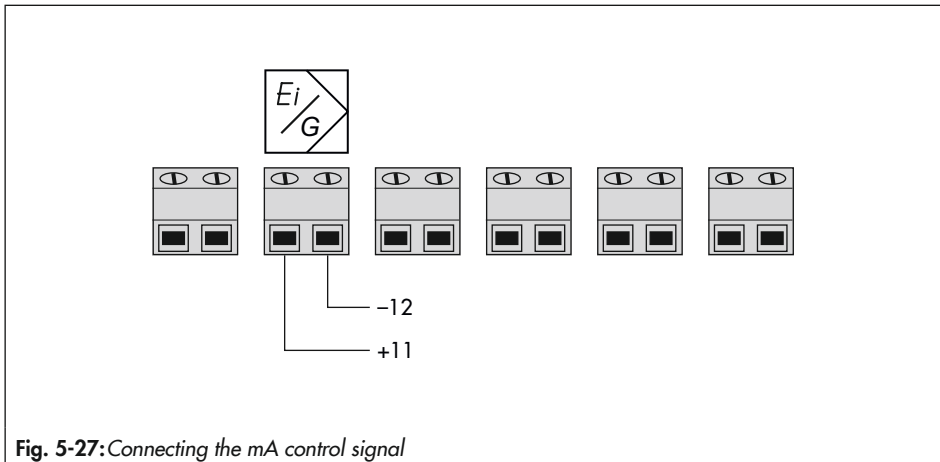 Ei
G
–12
+11
Fig. 5-27: Connecting the mA control signal